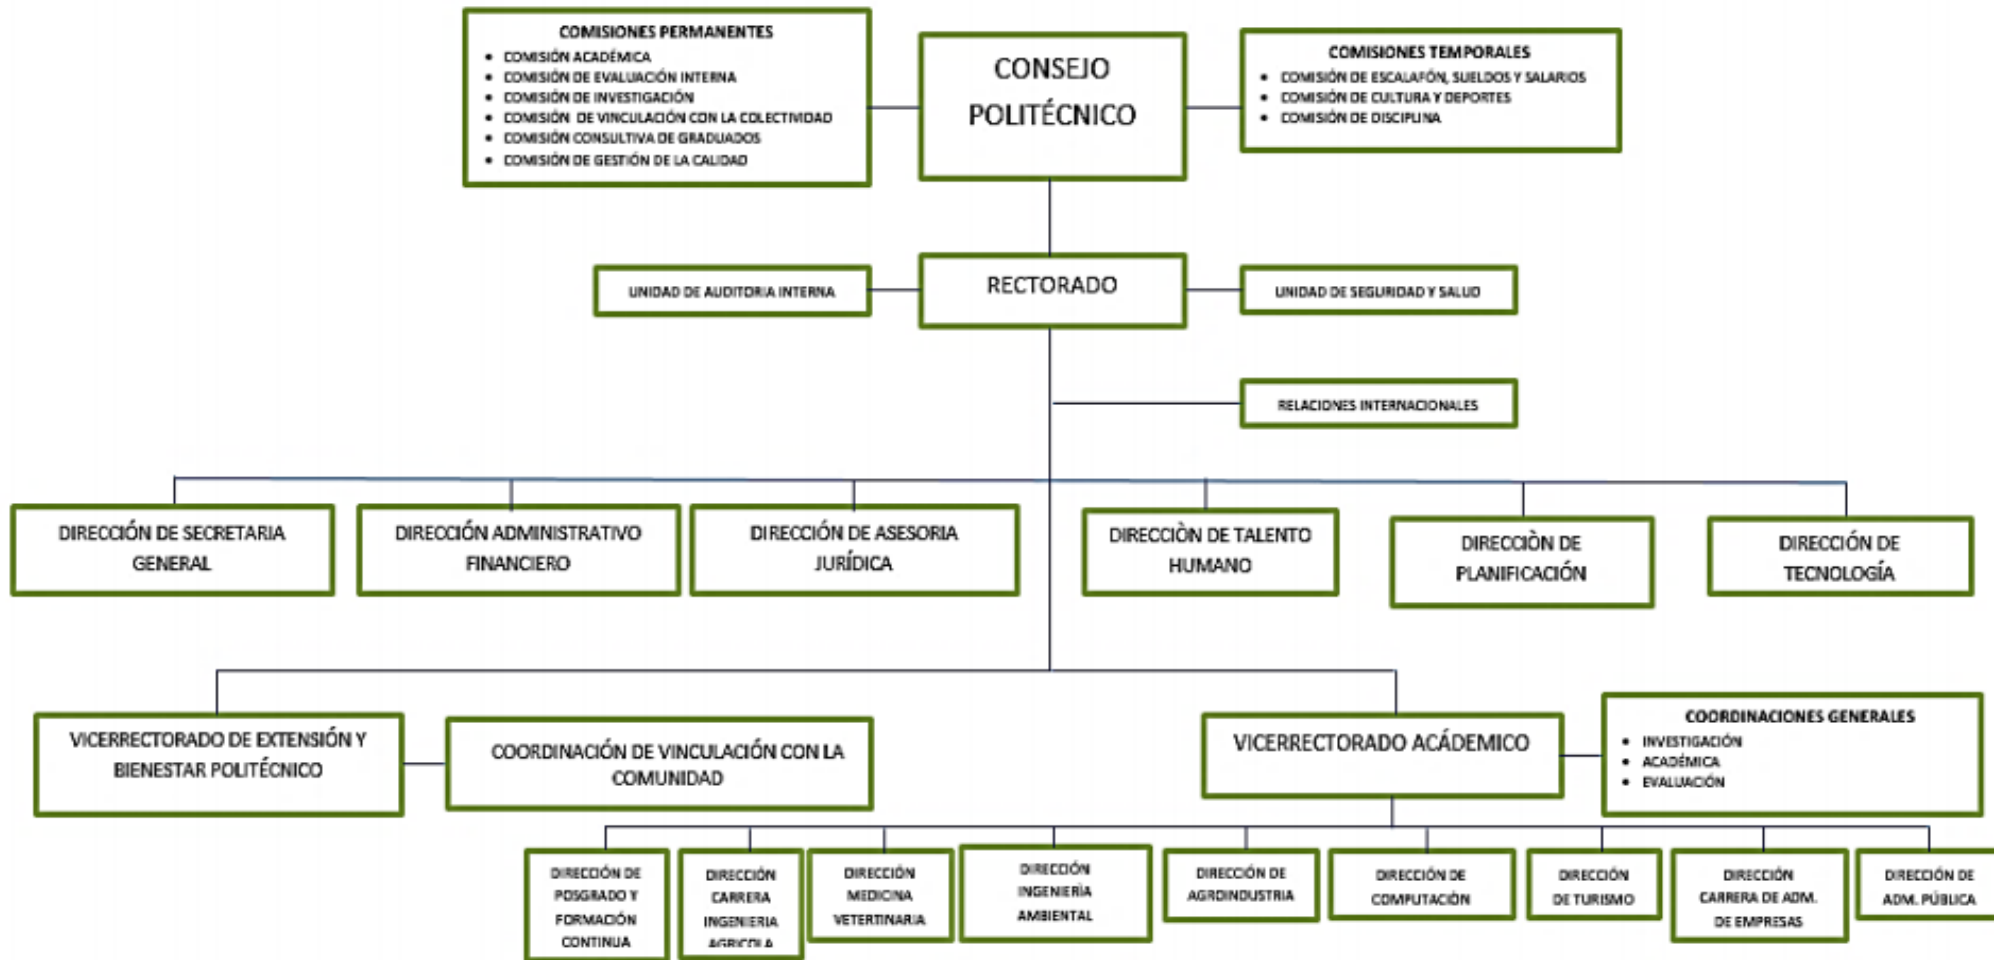 COMISIONES PERMANENTES
• COMISIÓN ACADÉMICA
• COMISIÓN DE EVALUACIÓN INTERNA
• COMISIÓN DE INVESTIGACIÓN
• COMISIÓN DE VINCULACIÓN CON LA COLECTIVIDAD
• COMISIÓN CONSULTIVA DE GRADUADOS
• COMISIÓN DE GESTIÓN DE LA CALIDAD
CONSEJO
POLITÉCNICO
COMISIONES TEMPORALES
• COMISIÓN DE ESCALAFÓN, SUELDOS Y SALARIOS
• COMISIÓN DE CULTURA Y DEPORTES
• COMISIÓN DE DISCIPLINA
UNIDAD DE AUDITORIA INTERNA
RECTORADO
UNIDAD DE SEGURIDAD Y SALUD
RELACIONES INTERNACIONALES
DIRECCIÓN DE SECRETARIA
GENERAL
DIRECCIÓN ADMINISTRATIVO
FINANCIERO
DIRECCIÓN DE ASESORIA
JURÍDICA
DIRECCIÒN DE TALENTO
HUMANO
DIRECCIÒN DE
PLANIFICACIÓN
DIRECCIÓN DE
TECNOLOGÍA
VICERRECTORADO DE EXTENSIÓN Y
BIENESTAR POLITÉCNICO
COORDINACIÓN DE VINCULACIÓN CON LA
COMUNIDAD
VICERRECTORADO ACÁDEMICO
COORDINACIONES GENERALES
• INVESTIGACIÓN
• ACADÉMICA
• EVALUACIÓN
DIRECCIÓN DE
POSGRADO Y
FORMACIÓN
CONTINUA
DIRECCIÓN
CARRERA
INGENIERIA
AGRICOLA
DIRECCIÓN
MEDICINA
VETERTINARIA
DIRECCIÓN
INGENIERÌA
AMBIENTAL
DIRECCIÓN DE
AGROINDUSTRIA
DIRECCIÓN DE
COMPUTACIÓN
DIRECCIÓN
DE TURISMO
DIRECCIÓN
CARRERA DE ADM.
DE EMPRESAS
DIRECCIÓN DE
ADM. PÚBLICA